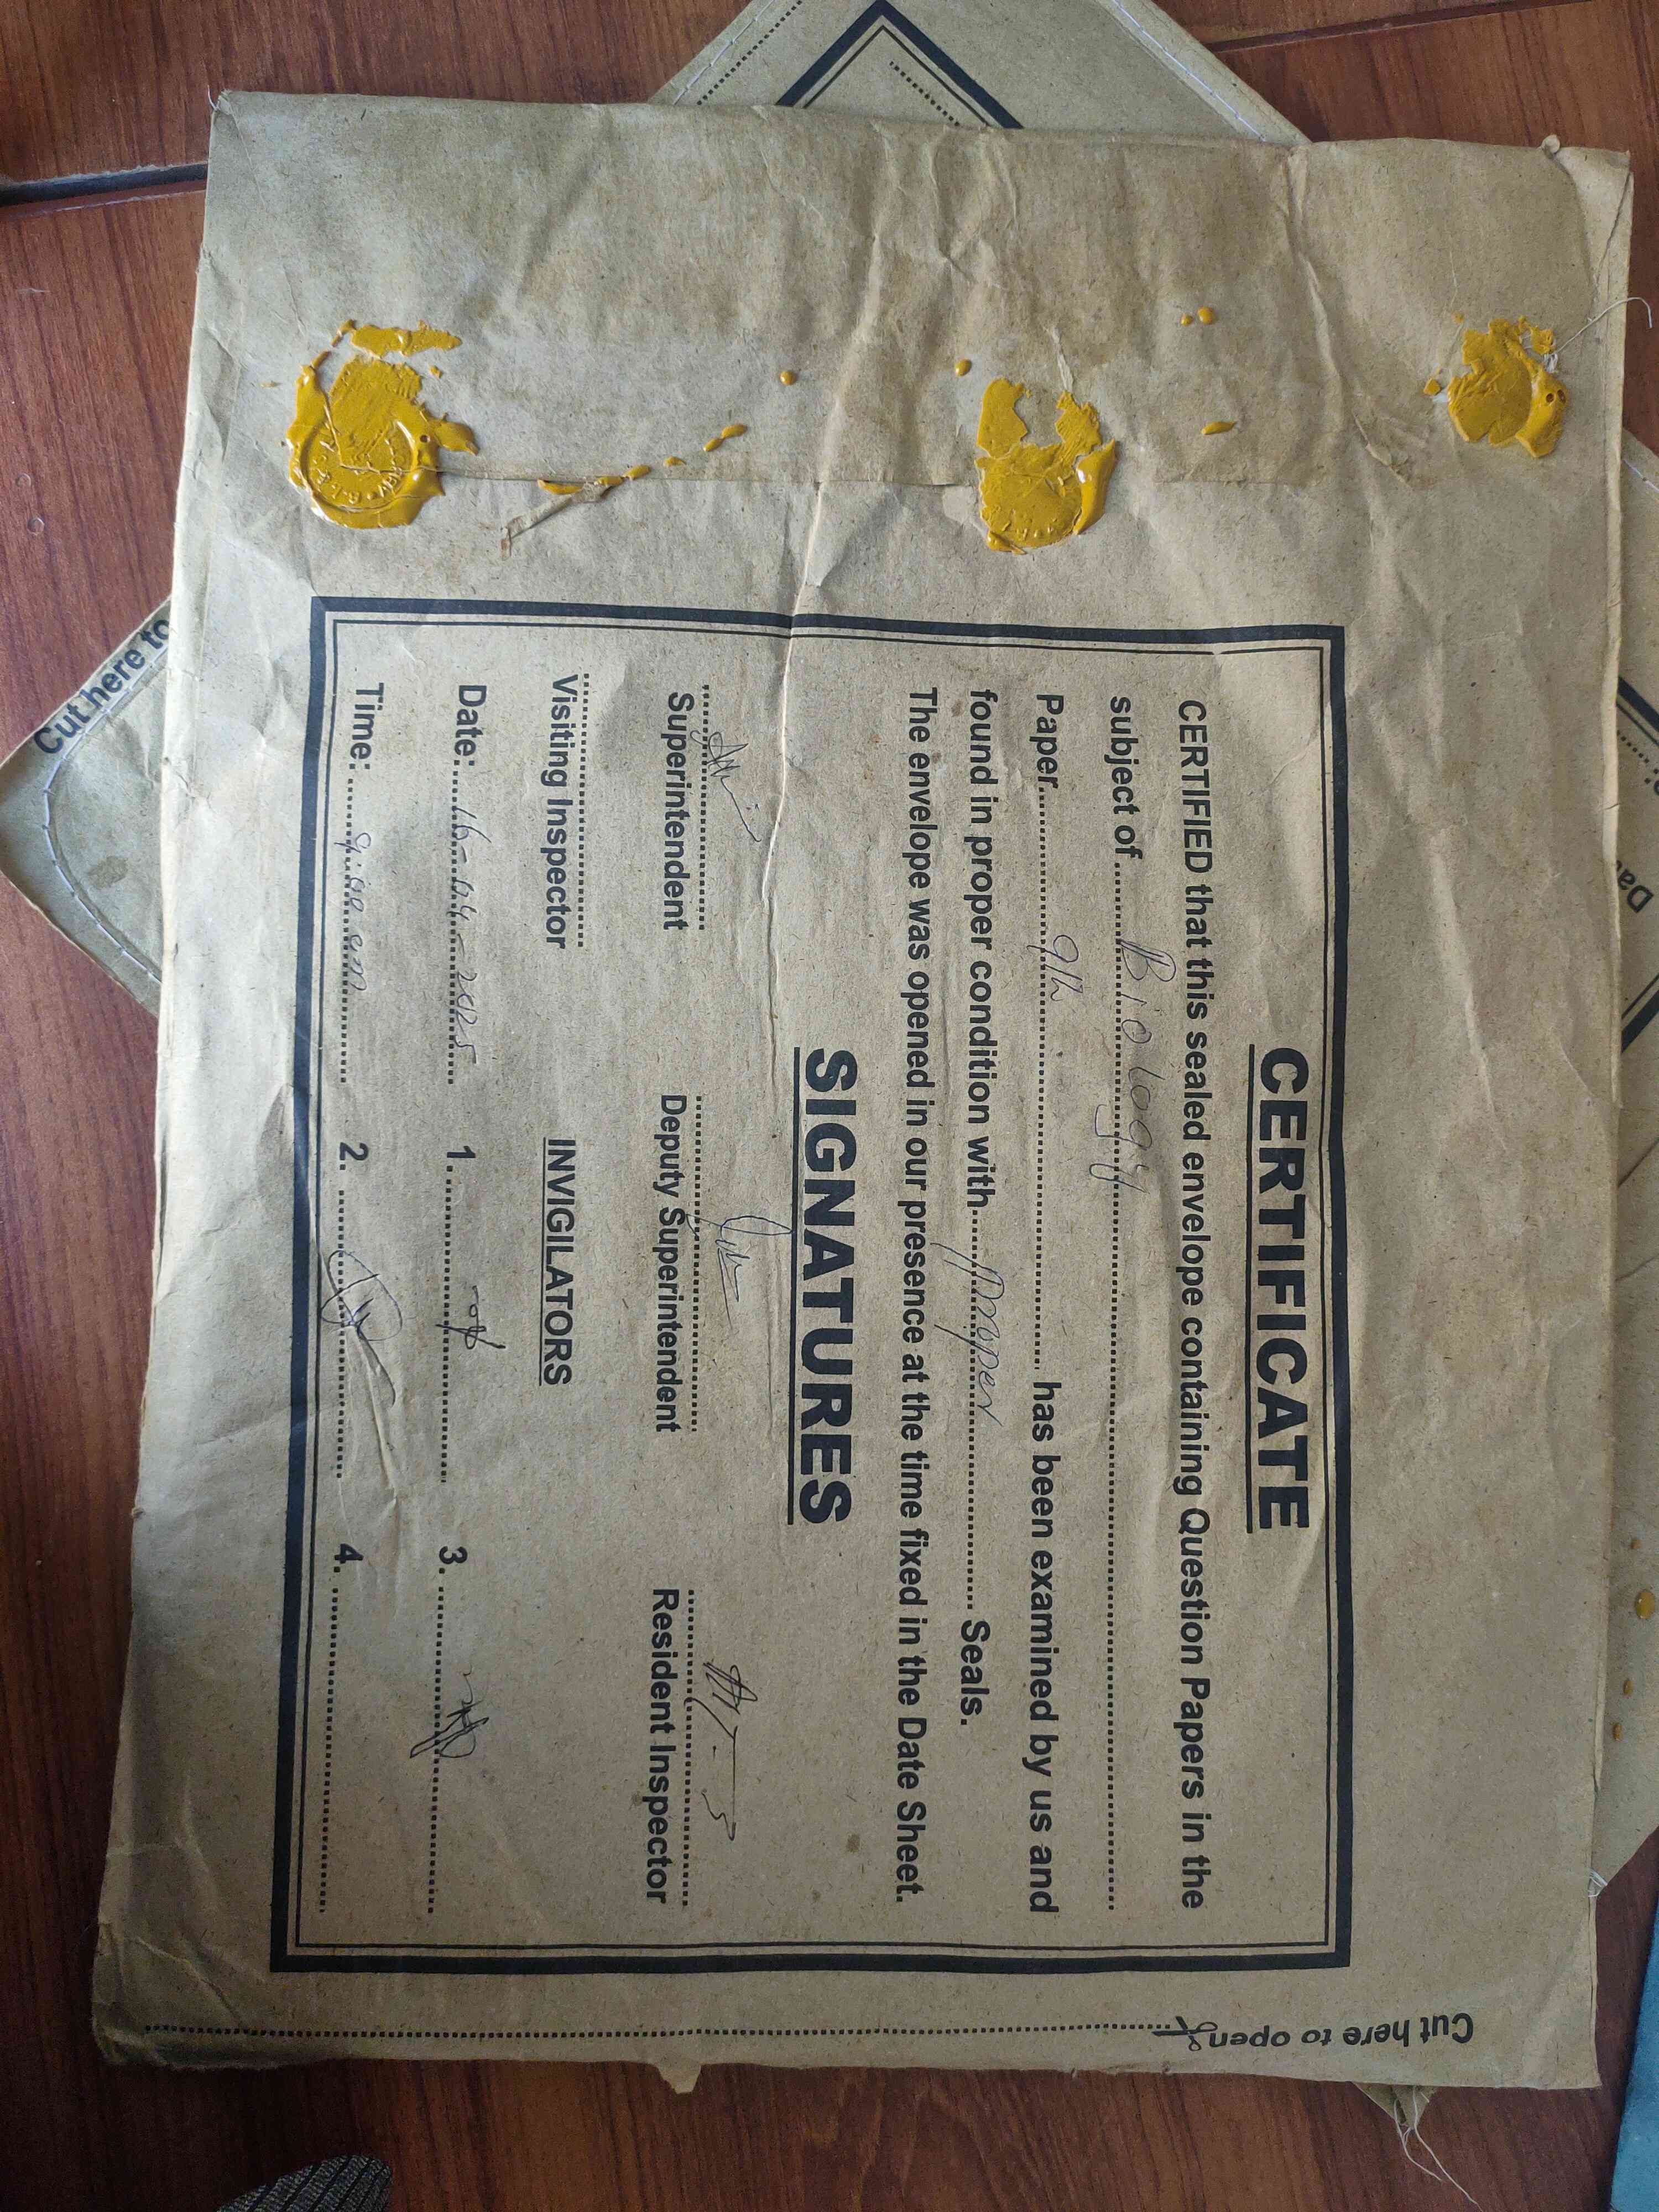 CERTIFICATE
CERTIFIED that this sealed envelope containing Question Papers in the
subject of ........ Biology ........
Paper ........ 9th ........ has been examined by us and
found in proper condition with ........ proper ........ Seals.
The envelope was opened in our presence at the time fixed in the Date Sheet.
SIGNATURES
Superintendent Deputy Superintendent Resident Inspector
Visiting Inspector INVIGILATORS
Date: 16-04-2025 1. 3.
Time: 9:00 am 2. 4.
Cut here to open
Cut here to